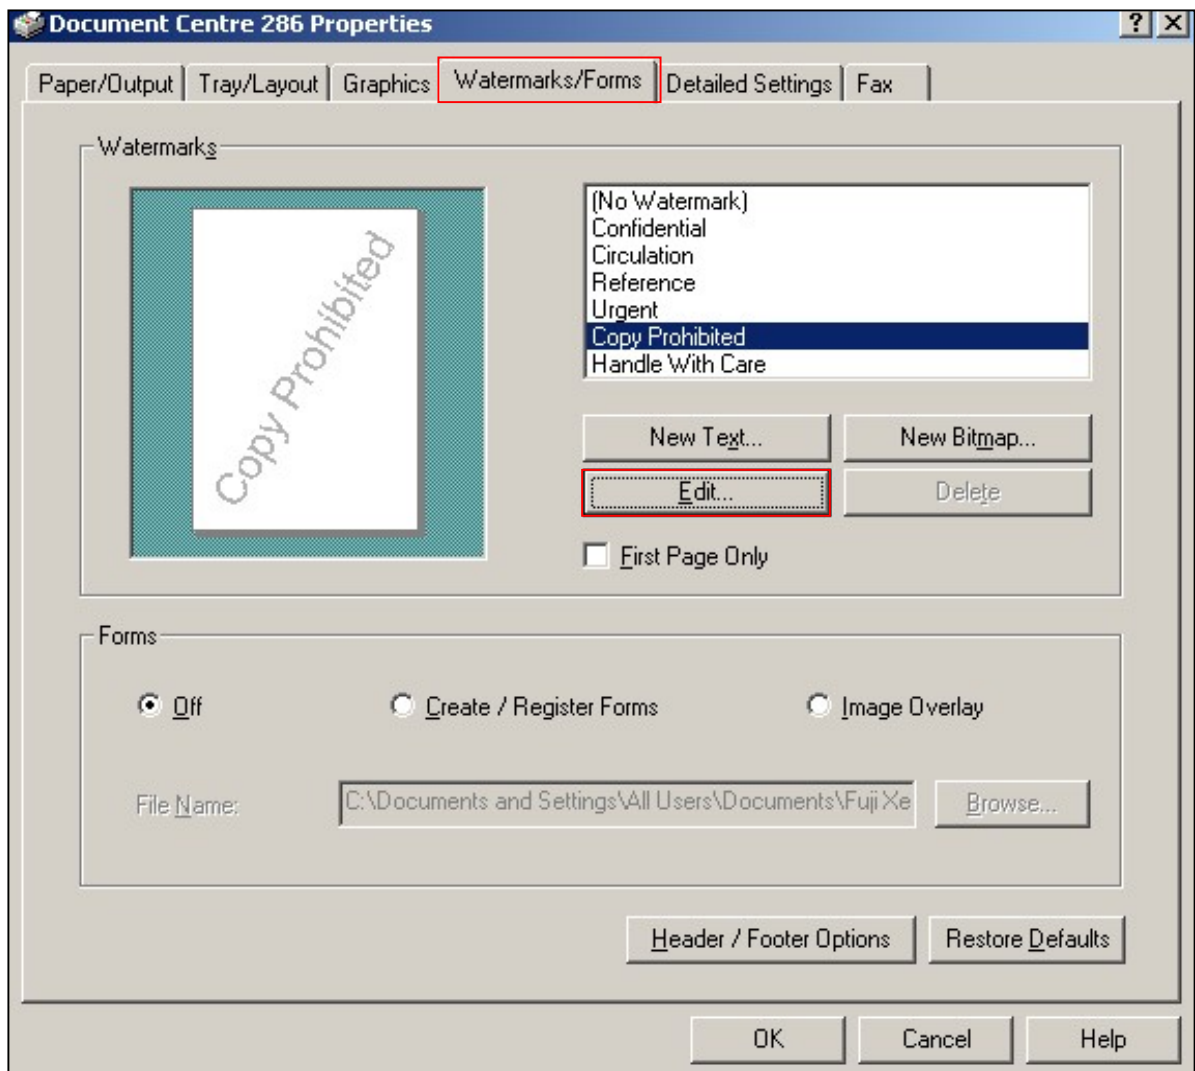 Document Centre 286 Properties
Paper/Output Tray/Layout Graphics Watermarks/Forms Detailed Settings Fax
Watermarks
Copy Prohibited
(No Watermark)
Confidential
Circulation
Reference
Urgent
Copy Prohibited
Handle With Care
New Text... New Bitmap...
Edit... Delete
First Page Only
Forms
Off Create / Register Forms Image Overlay
File Name: C:\Documents and Settings\All Users\Documents\Fuji Xe Browse...
Header / Footer Options Restore Defaults
OK Cancel Help